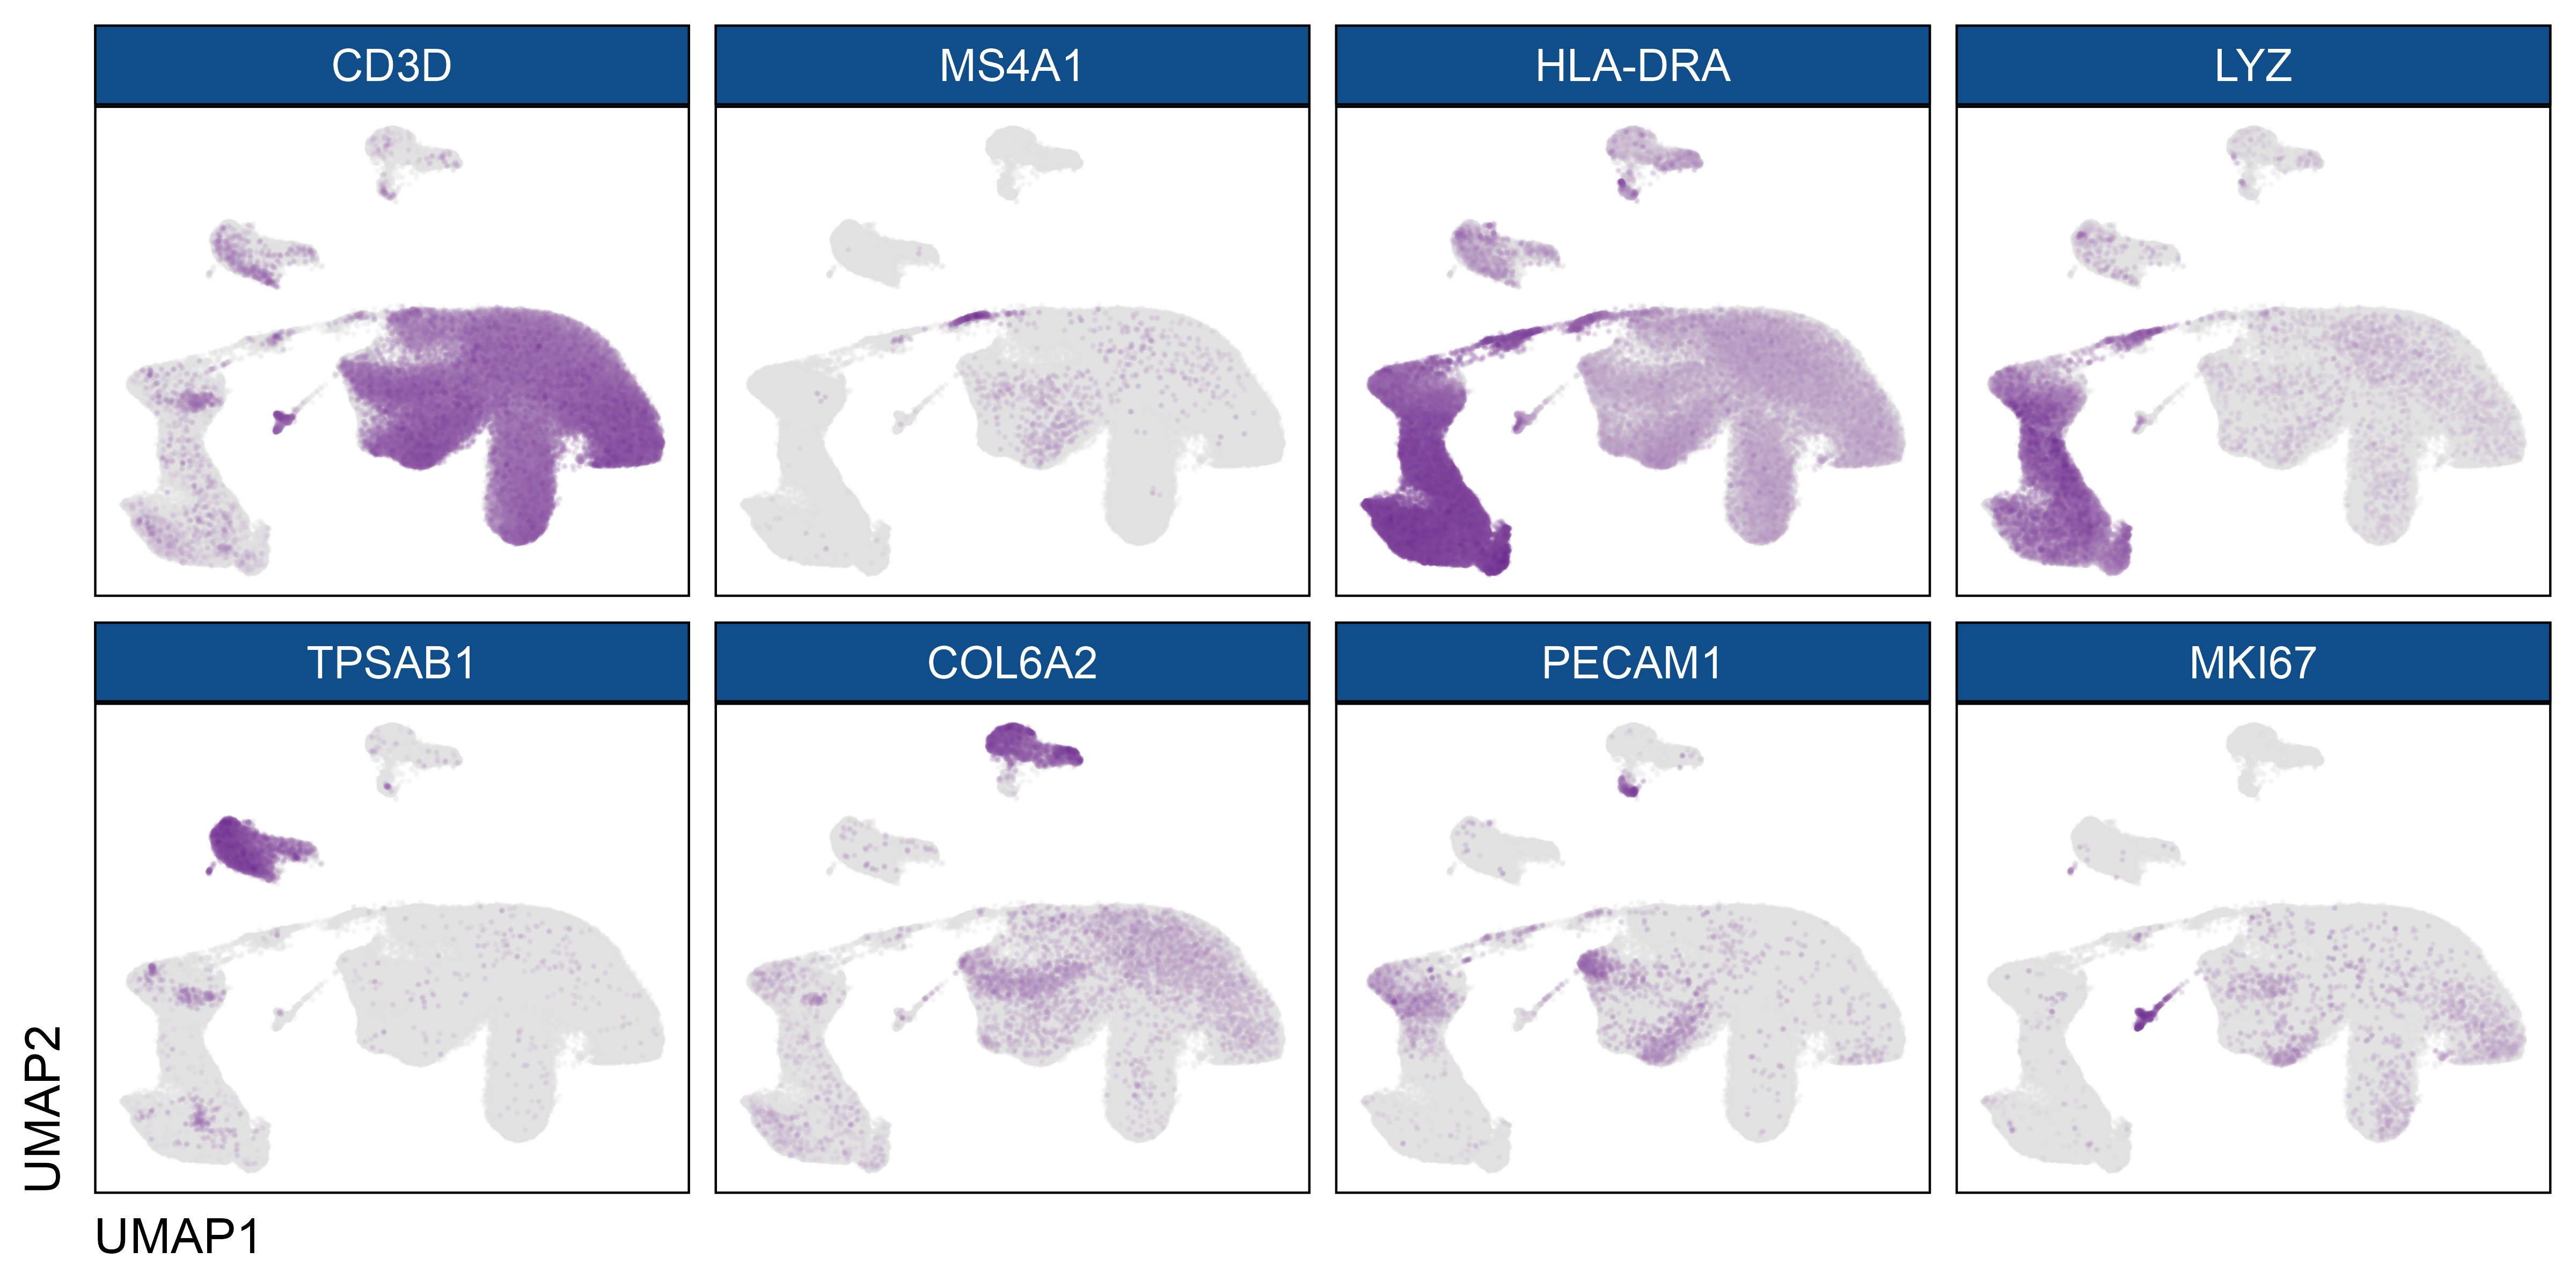 CD3D
MS4A1
HLA-DRA
LYZ
TPSAB1
COL6A2
PECAM1
MKI67
UMAP2
UMAP1